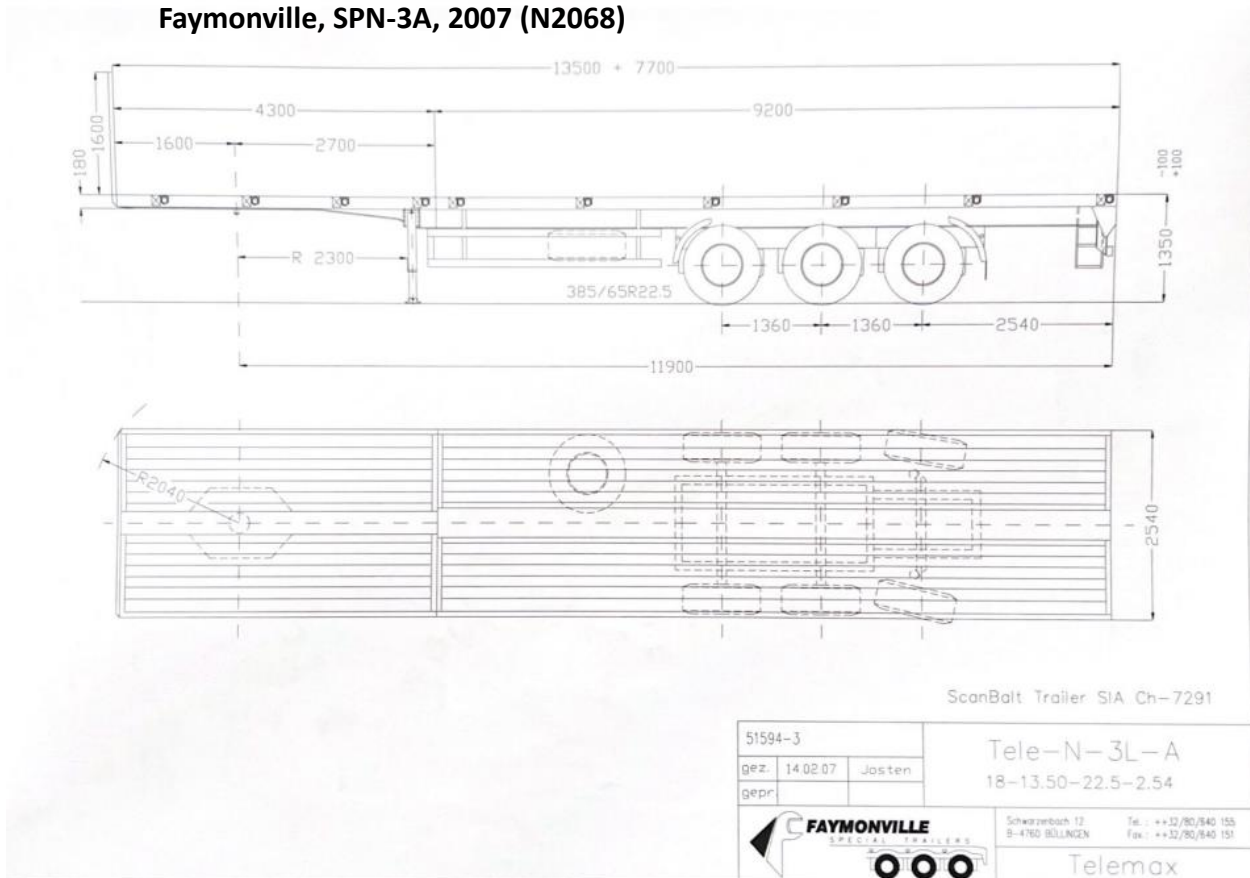 Faymonville, SPN-3A, 2007 (N2068)
13500 + 7700
4300
9200
1600
1600
2700
180
-100
+100
1350
R 2300
385/65R22.5
1360
1360
2540
11900
R2040
2540
ScanBalt Trailer SIA Ch-7291
51594-3
gez. 14.02.07 Josten
gepr.
Tele-N-3L-A
18-13.50-22.5-2.54
FAYMONVILLE
SPECIAL TRAILERS
Schwarzenbach 12
B-4760 BÜLLINGEN
Tel. : ++32/80/640 155
Fax : ++32/80/640 151
Telemax